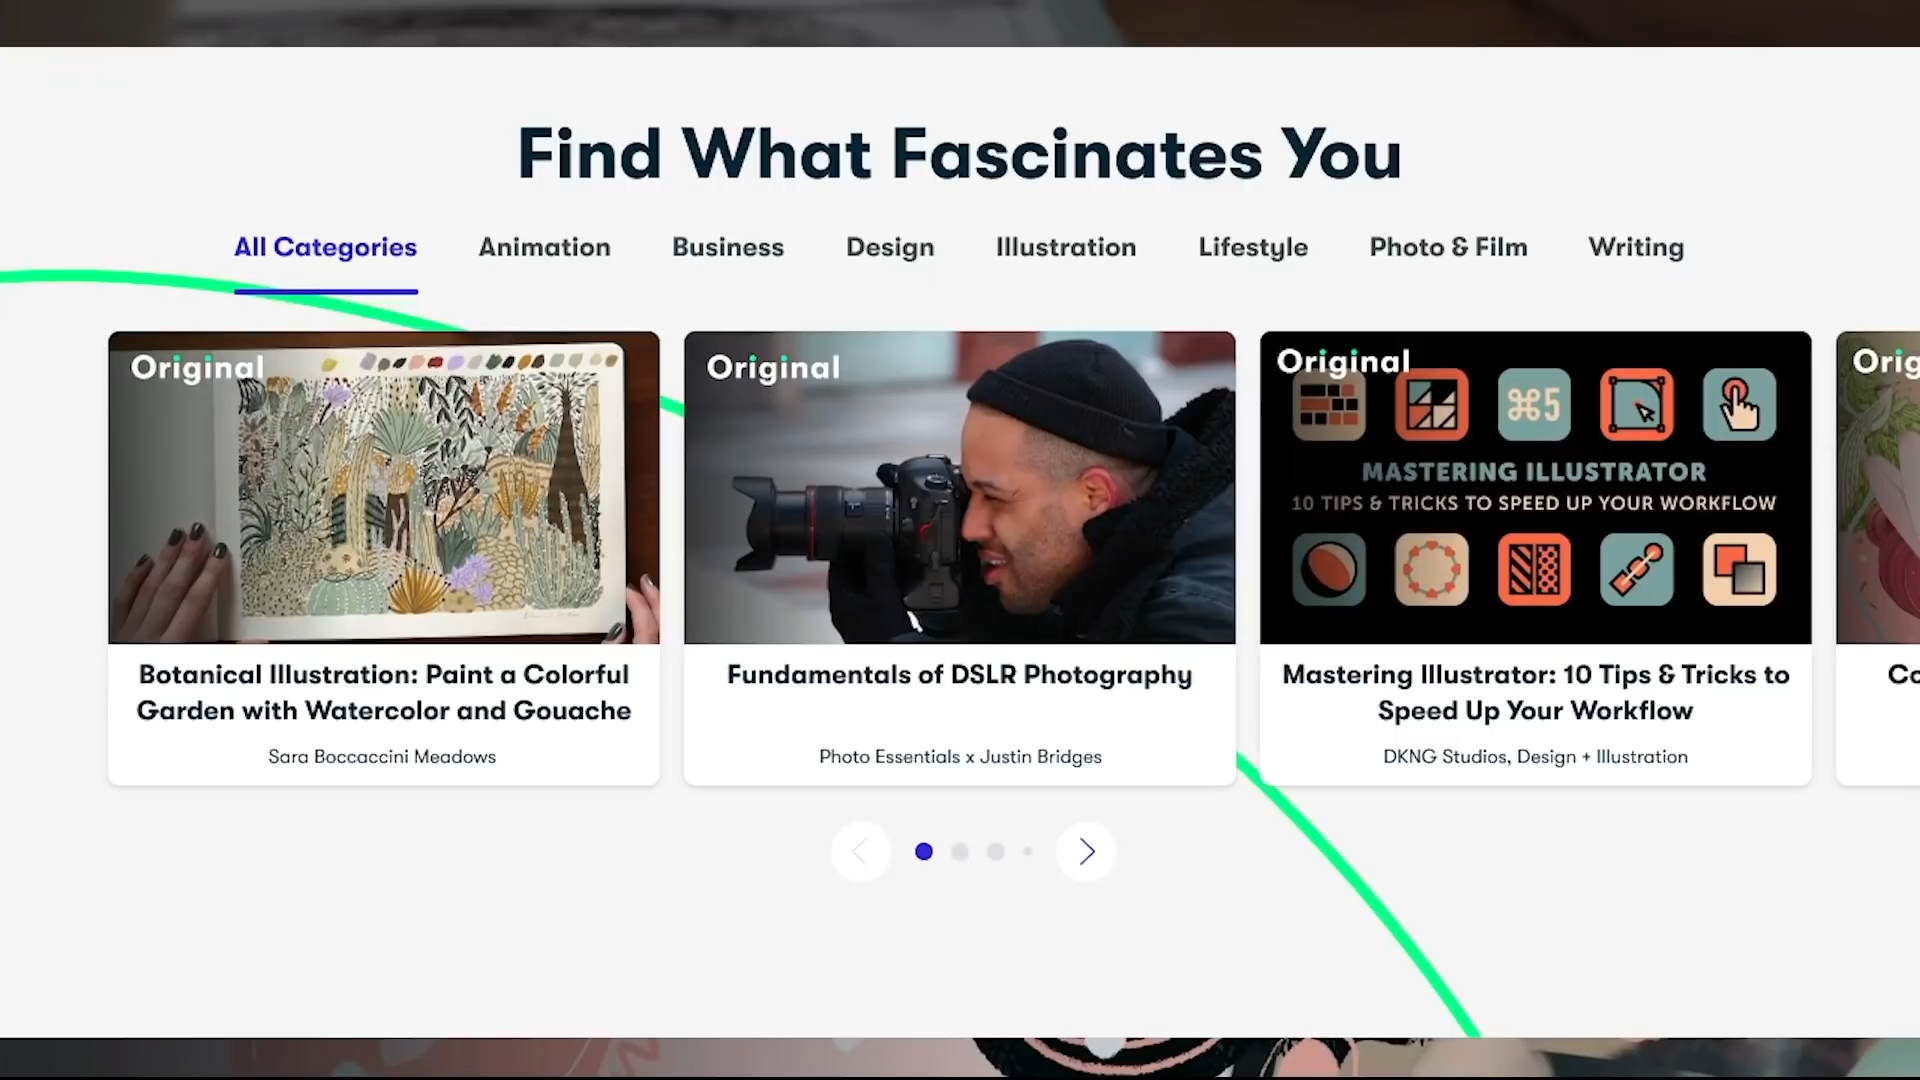 Find What Fascinates You
All Categories Animation Business Design Illustration Lifestyle Photo & Film Writing
Original
Botanical Illustration: Paint a Colorful
Garden with Watercolor and Gouache
Sara Boccaccini Meadows
Original
Fundamentals of DSLR Photography
Photo Essentials x Justin Bridges
Original
⌘5
MASTERING ILLUSTRATOR
10 TIPS & TRICKS TO SPEED UP YOUR WORKFLOW
Mastering Illustrator: 10 Tips & Tricks to
Speed Up Your Workflow
DKNG Studios, Design + Illustration
Orig
Co